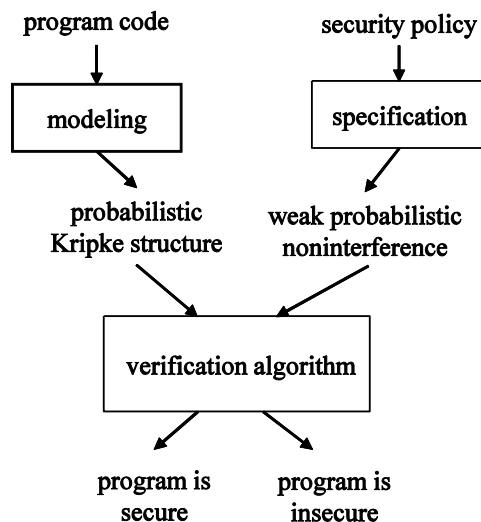 program code
security policy
modeling
specification
probabilistic
Kripke structure
weak probabilistic
noninterference
verification algorithm
program is
secure
program is
insecure